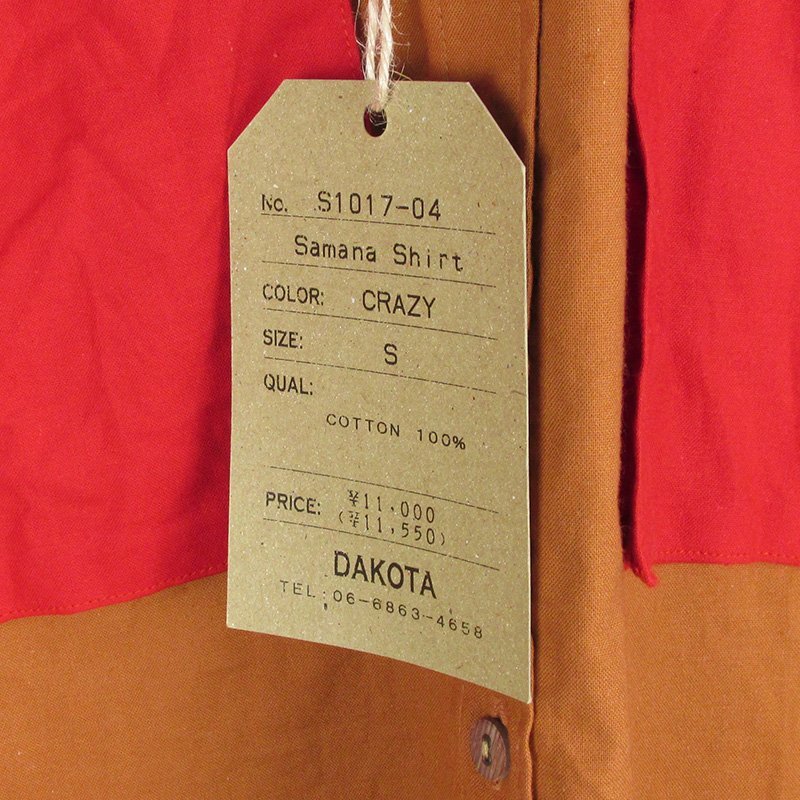 No. S1017-04
Samana Shirt
COLOR: CRAZY
SIZE: S
QUAL:
COTTON 100%
PRICE: ¥11,000
(¥11,550)
DAKOTA
TEL:06-6863-4658